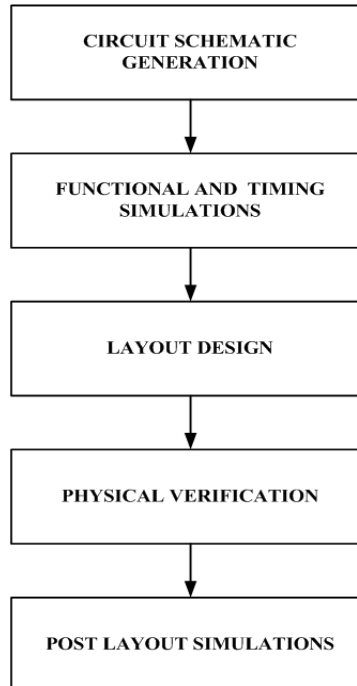 CIRCUIT SCHEMATIC
GENERATION
FUNCTIONAL AND TIMING
SIMULATIONS
LAYOUT DESIGN
PHYSICAL VERIFICATION
POST LAYOUT SIMULATIONS